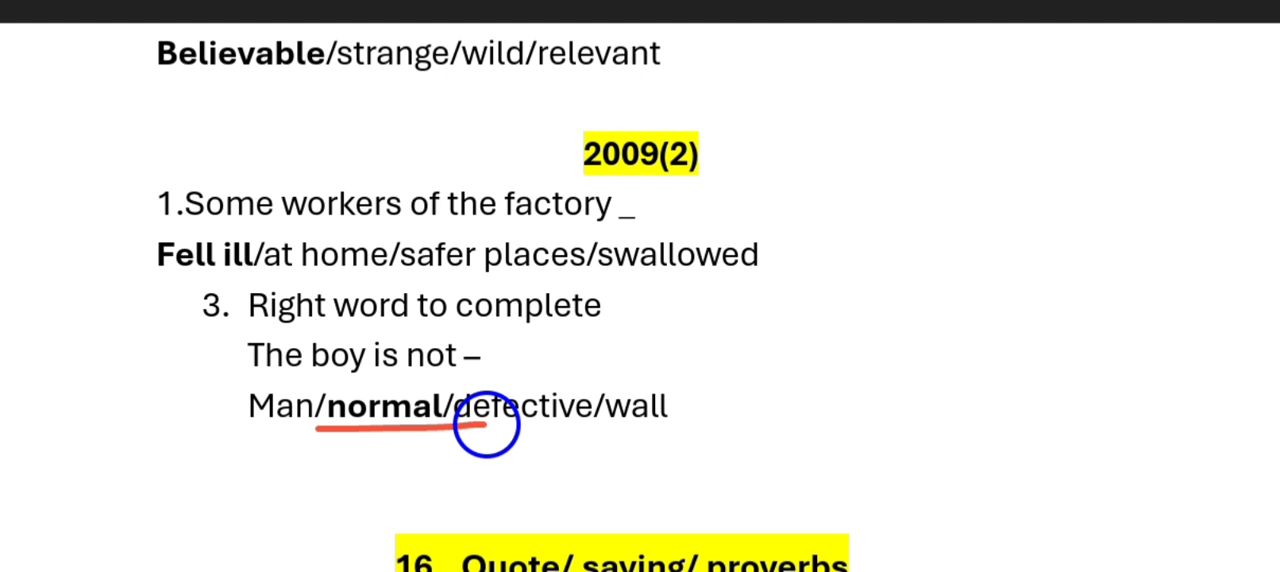 Believable/strange/wild/relevant
2009(2)
1.Some workers of the factory _
Fell ill/at home/safer places/swallowed
3. Right word to complete
The boy is not –
Man/normal/defective/wall
16. Quote/ saying/ proverbs